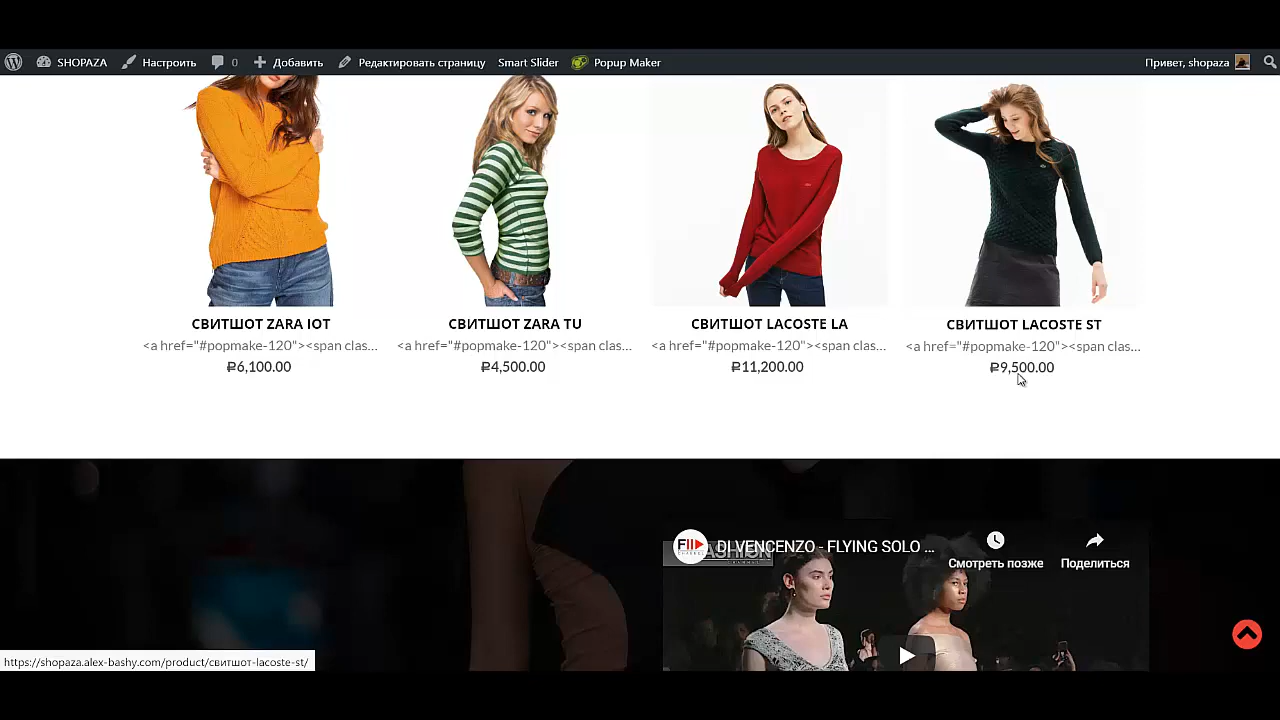 SHOPAZA Настроить 0 Добавить Редактировать страницу Smart Slider Popup Maker Привет, shopaza
СВИТШОТ ZARA IOT СВИТШОТ ZARA TU СВИТШОТ LACOSTE LA СВИТШОТ LACOSTE ST
<a href="#popmake-120"><span clas... <a href="#popmake-120"><span clas... <a href="#popmake-120"><span clas... <a href="#popmake-120"><span clas...
₽6,100.00 ₽4,500.00 ₽11,200.00 ₽9,500.00
DI VENCENZO - FLYING SOLO ...
FASHION
Смотреть позже Поделиться
https://shopaza.alex-bashy.com/product/свитшот-lacoste-st/